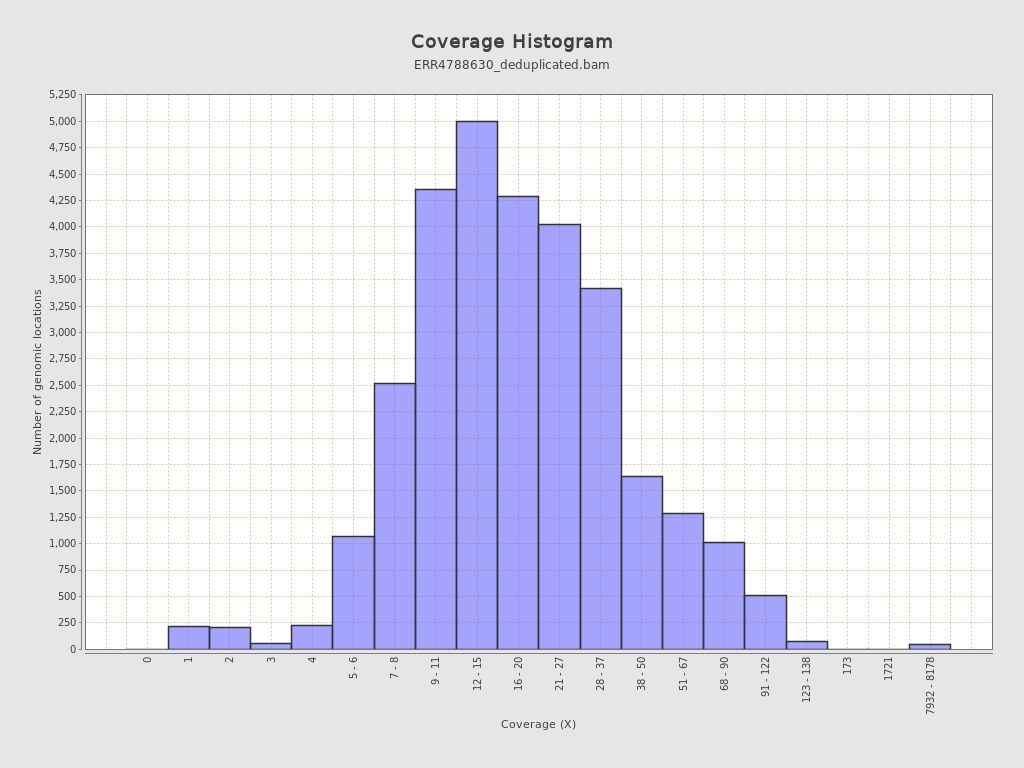 Coverage Histogram
ERR4788630_deduplicated.bam
Number of genomic locations
5,250
5,000
4,750
4,500
4,250
4,000
3,750
3,500
3,250
3,000
2,750
2,500
2,250
2,000
1,750
1,500
1,250
1,000
750
500
250
0
0
1
2
3
4
5 - 6
7 - 8
9 - 11
12 - 15
16 - 20
21 - 27
28 - 37
38 - 50
51 - 67
68 - 90
91 - 122
123 - 138
173
1721
7932 - 8178
Coverage (X)